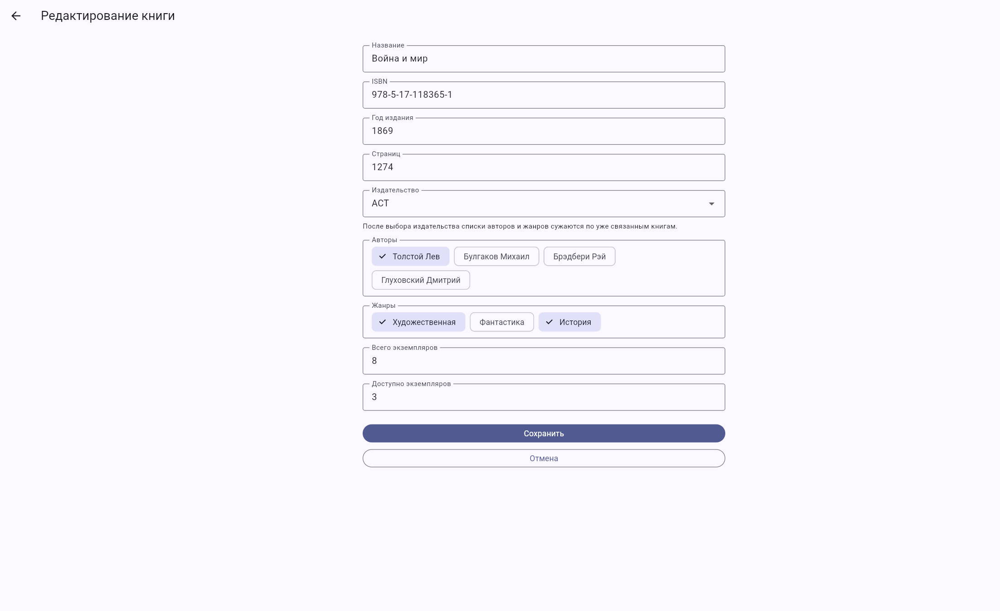 Редактирование книги
Название
Война и мир
ISBN
978-5-17-118365-1
Год издания
1869
Страниц
1274
Издательство
АСТ
После выбора издательства списки авторов и жанров сужаются по уже связанным книгам.
Авторы
Толстой Лев Булгаков Михаил Брэдбери Рэй
Глуховский Дмитрий
Жанры
Художественная Фантастика История
Всего экземпляров
8
Доступно экземпляров
3
Сохранить
Отмена